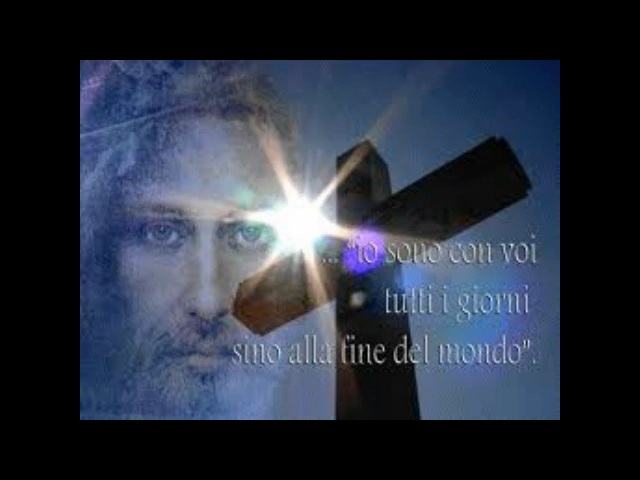 ... "io sono con voi
tutti i giorni
sino alla fine del mondo".